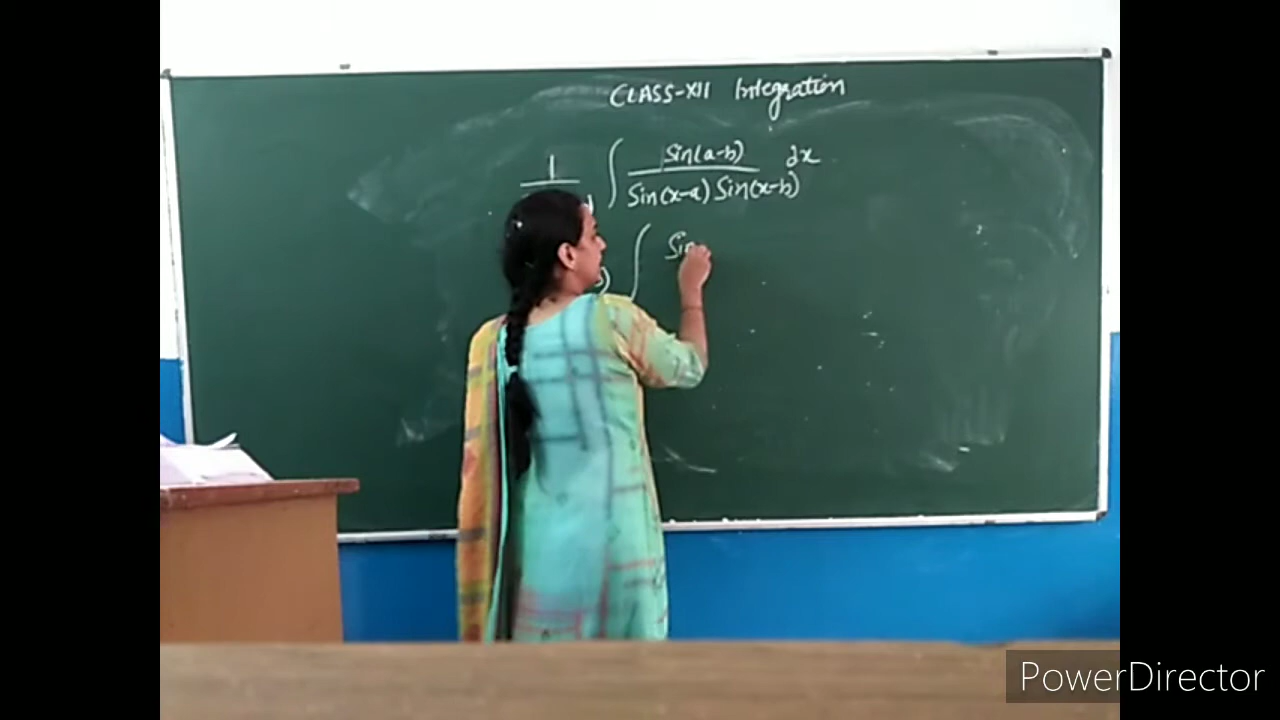 CLASS-XII Integration
1 ∫ Sin(a-b) dx
Sin(x-a) Sin(x-b)
) ∫ Sin
PowerDirector